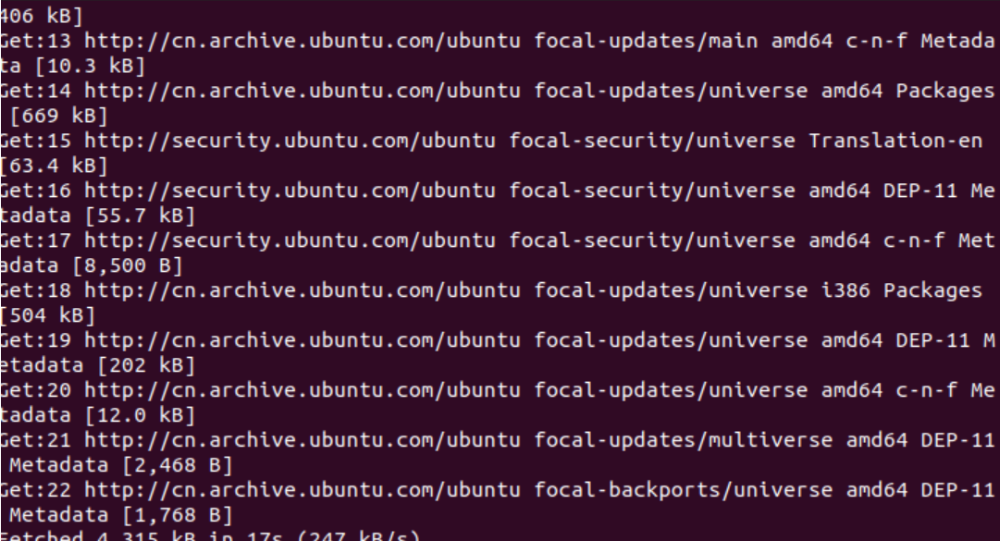 406 kB]
Get:13 http://cn.archive.ubuntu.com/ubuntu focal-updates/main amd64 c-n-f Metada
ta [10.3 kB]
Get:14 http://cn.archive.ubuntu.com/ubuntu focal-updates/universe amd64 Packages
 [669 kB]
Get:15 http://security.ubuntu.com/ubuntu focal-security/universe Translation-en
[63.4 kB]
Get:16 http://security.ubuntu.com/ubuntu focal-security/universe amd64 DEP-11 Me
tadata [55.7 kB]
Get:17 http://security.ubuntu.com/ubuntu focal-security/universe amd64 c-n-f Met
adata [8,500 B]
Get:18 http://cn.archive.ubuntu.com/ubuntu focal-updates/universe i386 Packages
[504 kB]
Get:19 http://cn.archive.ubuntu.com/ubuntu focal-updates/universe amd64 DEP-11 M
etadata [202 kB]
Get:20 http://cn.archive.ubuntu.com/ubuntu focal-updates/universe amd64 c-n-f Me
tadata [12.0 kB]
Get:21 http://cn.archive.ubuntu.com/ubuntu focal-updates/multiverse amd64 DEP-11
 Metadata [2,468 B]
Get:22 http://cn.archive.ubuntu.com/ubuntu focal-backports/universe amd64 DEP-11
 Metadata [1,768 B]
Fetched 4,315 kB in 17s (247 kB/s)